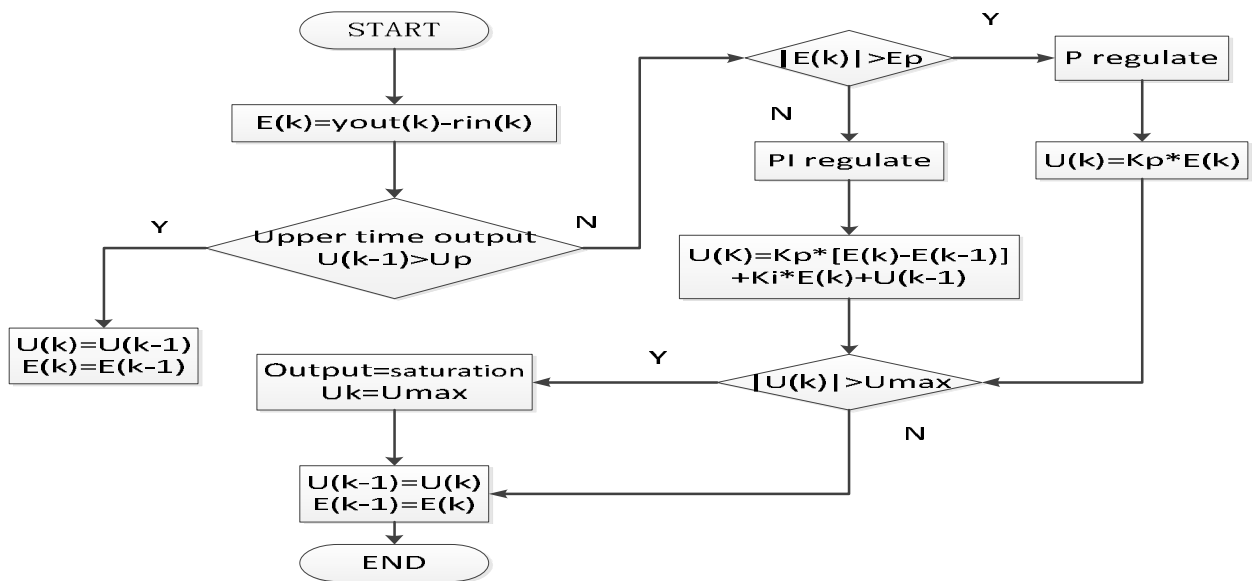 START
E(k)=yout(k)-rin(k)
Upper time output
U(k-1)>Up
Y
N
U(k)=U(k-1)
E(k)=E(k-1)
|E(k)|>Ep
Y
N
P regulate
U(k)=Kp*E(k)
PI regulate
U(K)=Kp*[E(k)-E(k-1)]
+Ki*E(k)+U(k-1)
|U(k)|>Umax
Y
N
Output=saturation
Uk=Umax
U(k-1)=U(k)
E(k-1)=E(k)
END